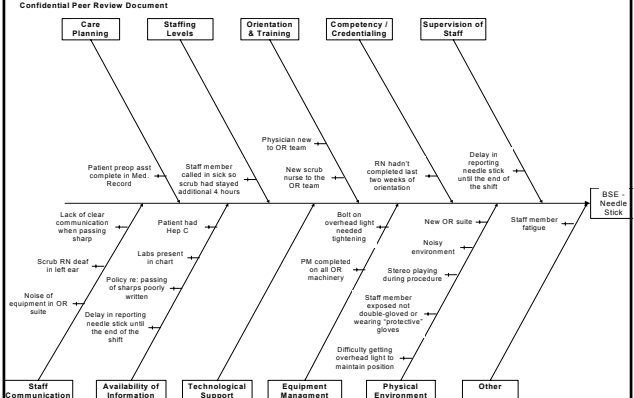 Confidential Peer Review Document
Care
Planning
Staffing
Levels
Orientation
& Training
Competency /
Credentialing
Supervision of
Staff
Patient preop asst
complete in Med.
Record
Staff member
called in sick so
scrub had stayed
additional 4 hours
Physician new
to OR team
New scrub
nurse to the
OR team
RN hadn't
completed last
two weeks of
orientation
Delay in
reporting
needle stick
until the end of
the shift
BSE -
Needle
Stick
Lack of clear
communication
when passing
sharp
Scrub RN deaf
in left ear
Noise of
equipment in OR
suite
Patient had
Hep C
Labs present
in chart
Policy re: passing
of sharps poorly
written
Delay in reporting
needle stick until
the end of the
shift
Bolt on
overhead light
needed
tightening
PM completed
on all OR
machinery
New OR suite
Noisy
environment
Stereo playing
during procedure
Staff member
exposed not
double-gloved or
wearing “protective”
gloves
Difficulty getting
overhead light to
maintain position
Staff member
fatigue
Staff
Communication
Availability of
Information
Technological
Support
Equipment
Managment
Physical
Environment
Other